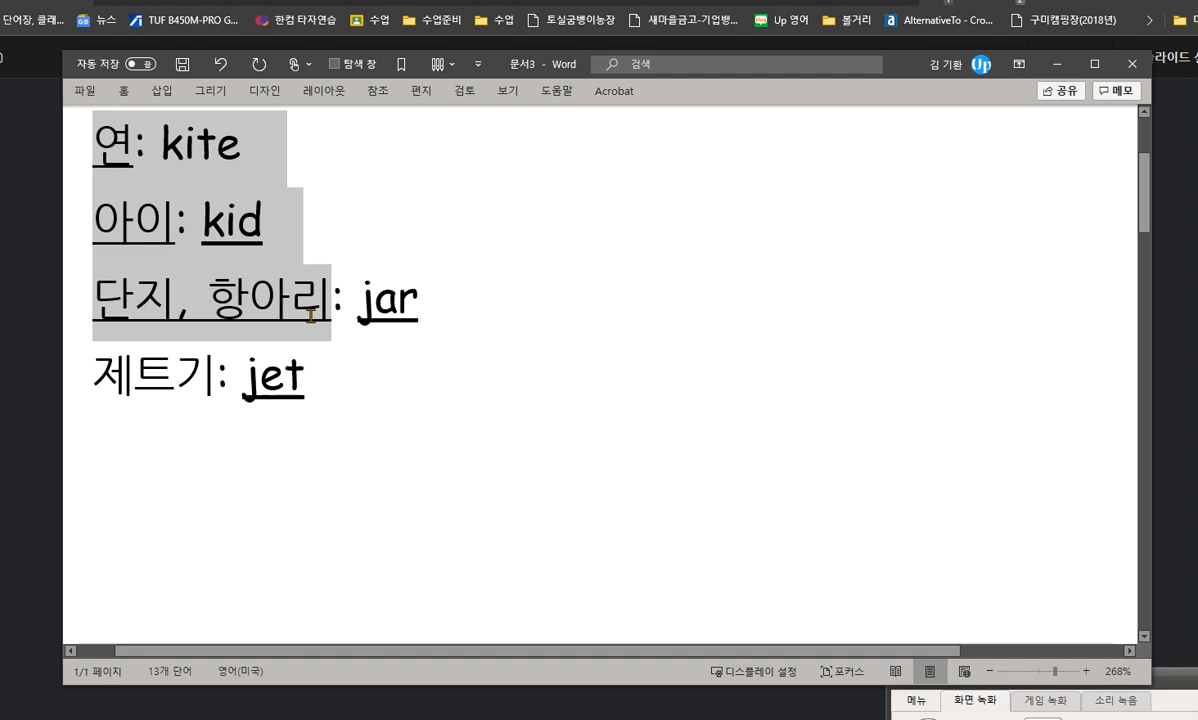 단어장, 클래... 뉴스 TUF B450M-PRO G... 한컴 타자연습 수업 수업준비 수업 토실굼벵이농장 새마을금고-기업뱅... Up 영어 볼거리 AlternativeTo - Cro... 구미캠핑장(2018년)
자동 저장 끔 탐색 창 문서3 - Word 검색 김 기환 Up
파일 홈 삽입 그리기 디자인 레이아웃 참조 편지 검토 보기 도움말 Acrobat 공유 메모
연: kite
아이: kid
단지, 항아리: jar
제트기: jet
1/1 페이지 13개 단어 영어(미국) 디스플레이 설정 포커스 268%
메뉴 화면 녹화 게임 녹화 소리 녹음